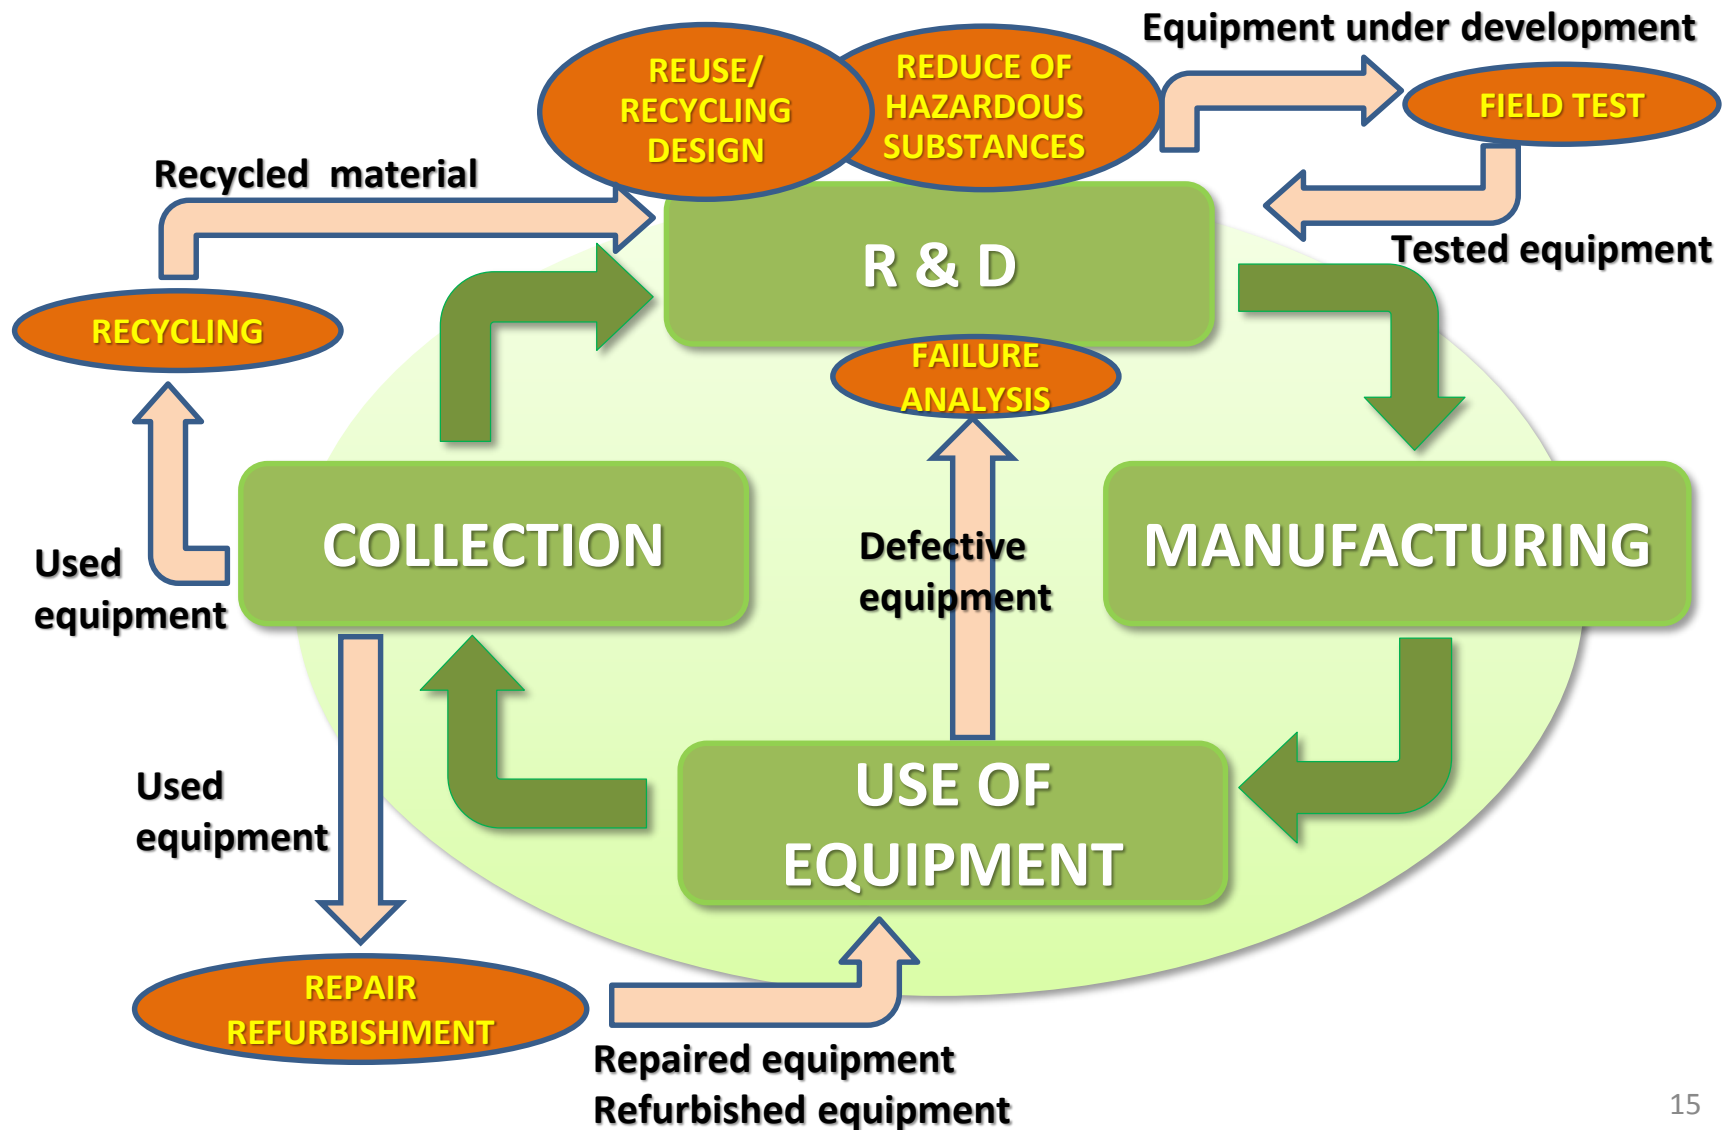 Equipment under development
REUSE/
RECYCLING
DESIGN
REDUCE OF
HAZARDOUS
SUBSTANCES
FIELD TEST
Recycled material
Tested equipment
R & D
RECYCLING
FAILURE
ANALYSIS
COLLECTION
Defective
equipment
MANUFACTURING
Used
equipment
USE OF
EQUIPMENT
Used
equipment
REPAIR
REFURBISHMENT
Repaired equipment
Refurbished equipment
15